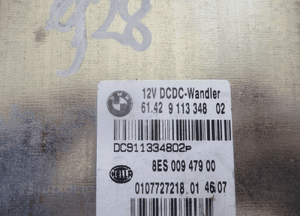 928
12V DCDC-Wandler
61.42 9 113 348 02
DC911334802P
8ES 009 479 00
HELLA
0107727218 01 46 07